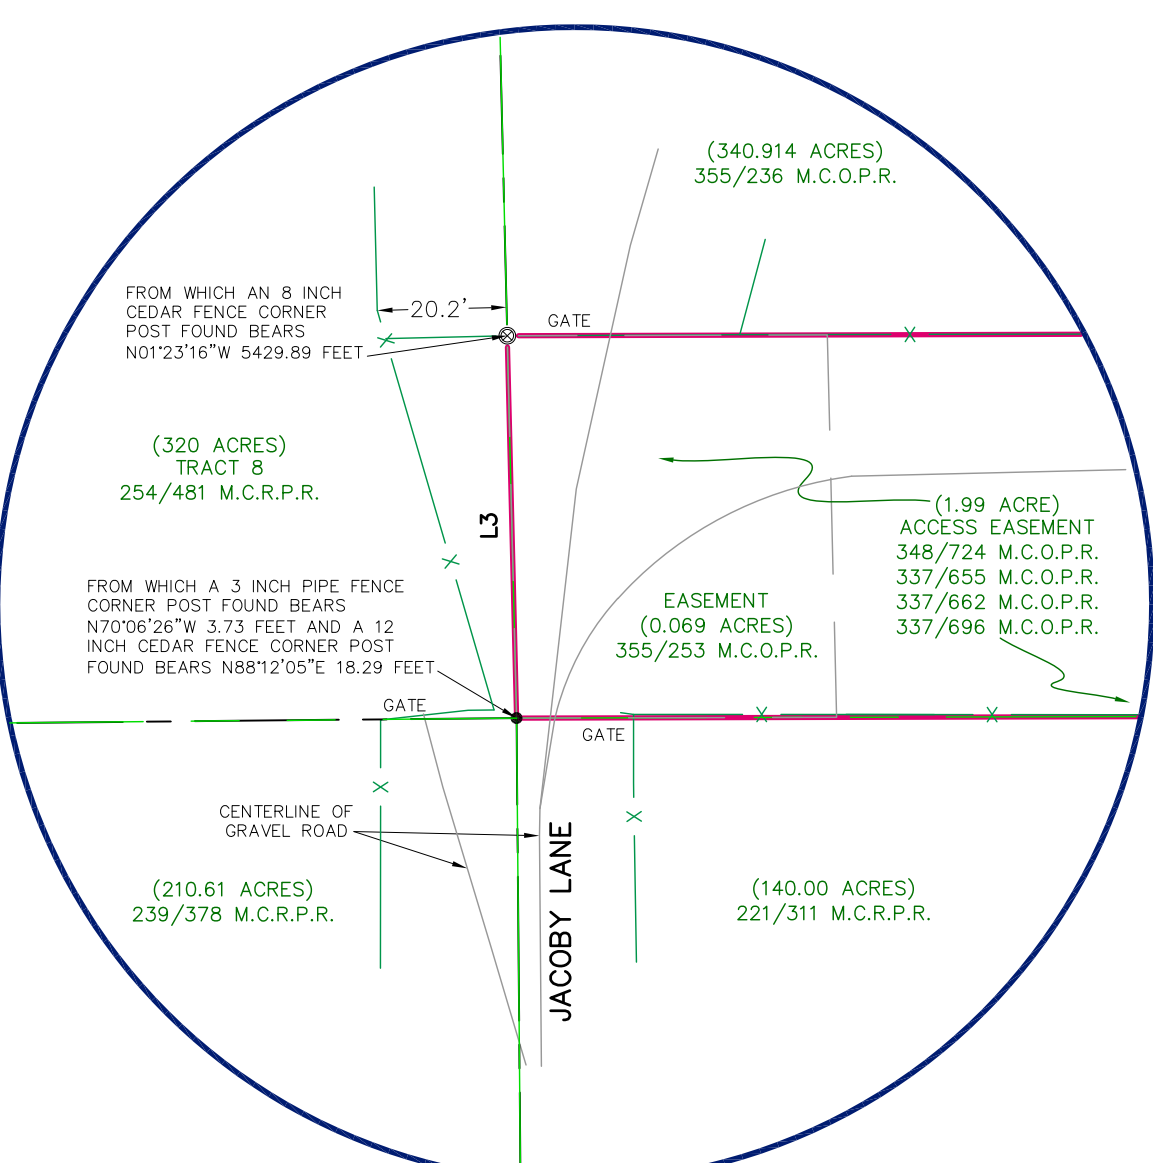 (340.914 ACRES)
355/236 M.C.O.P.R.
FROM WHICH AN 8 INCH
CEDAR FENCE CORNER
POST FOUND BEARS
N01°23'16"W 5429.89 FEET
20.2'
GATE
X
X
(320 ACRES)
TRACT 8
254/481 M.C.R.P.R.
L3
(1.99 ACRE)
ACCESS EASEMENT
348/724 M.C.O.P.R.
337/655 M.C.O.P.R.
337/662 M.C.O.P.R.
337/696 M.C.O.P.R.
X
FROM WHICH A 3 INCH PIPE FENCE
CORNER POST FOUND BEARS
N70°06'26"W 3.73 FEET AND A 12
INCH CEDAR FENCE CORNER POST
FOUND BEARS N88°12'05"E 18.29 FEET
EASEMENT
(0.069 ACRES)
355/253 M.C.O.P.R.
GATE
X
X
GATE
X
X
CENTERLINE OF
GRAVEL ROAD
JACOBY LANE
(210.61 ACRES)
239/378 M.C.R.P.R.
(140.00 ACRES)
221/311 M.C.R.P.R.